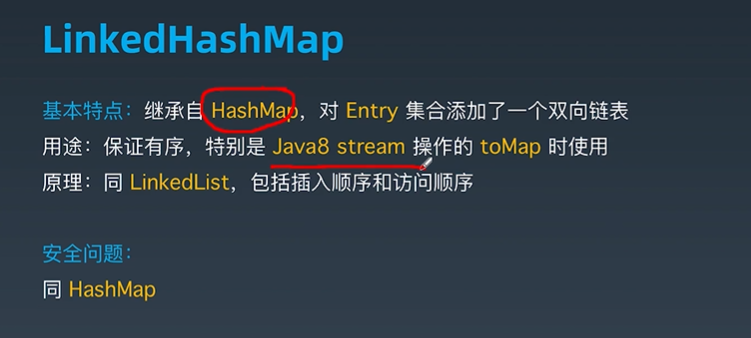 LinkedHashMap
基本特点：继承自 HashMap，对 Entry 集合添加了一个双向链表
用途：保证有序，特别是 Java8 stream 操作的 toMap 时使用
原理：同 LinkedList，包括插入顺序和访问顺序
安全问题：
同 HashMap